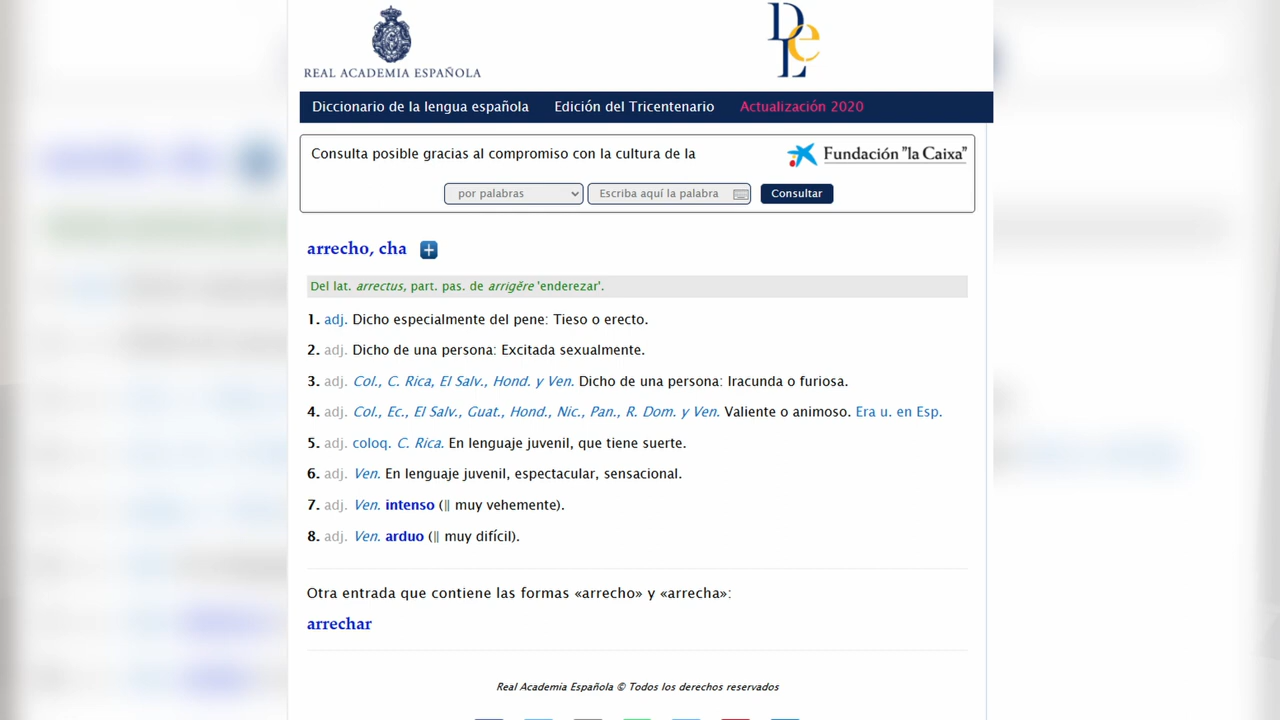 REAL ACADEMIA ESPAÑOLA
DLe
Diccionario de la lengua española Edición del Tricentenario Actualización 2020
Consulta posible gracias al compromiso con la cultura de la Fundación "la Caixa"
por palabras Escriba aquí la palabra Consultar
arrecho, cha +
Del lat. arrectus, part. pas. de arrigĕre 'enderezar'.
1. adj. Dicho especialmente del pene: Tieso o erecto.
2. adj. Dicho de una persona: Excitada sexualmente.
3. adj. Col., C. Rica, El Salv., Hond. y Ven. Dicho de una persona: Iracunda o furiosa.
4. adj. Col., Ec., El Salv., Guat., Hond., Nic., Pan., R. Dom. y Ven. Valiente o animoso. Era u. en Esp.
5. adj. coloq. C. Rica. En lenguaje juvenil, que tiene suerte.
6. adj. Ven. En lenguaje juvenil, espectacular, sensacional.
7. adj. Ven. intenso (‖ muy vehemente).
8. adj. Ven. arduo (‖ muy difícil).
Otra entrada que contiene las formas «arrecho» y «arrecha»:
arrechar
Real Academia Española © Todos los derechos reservados